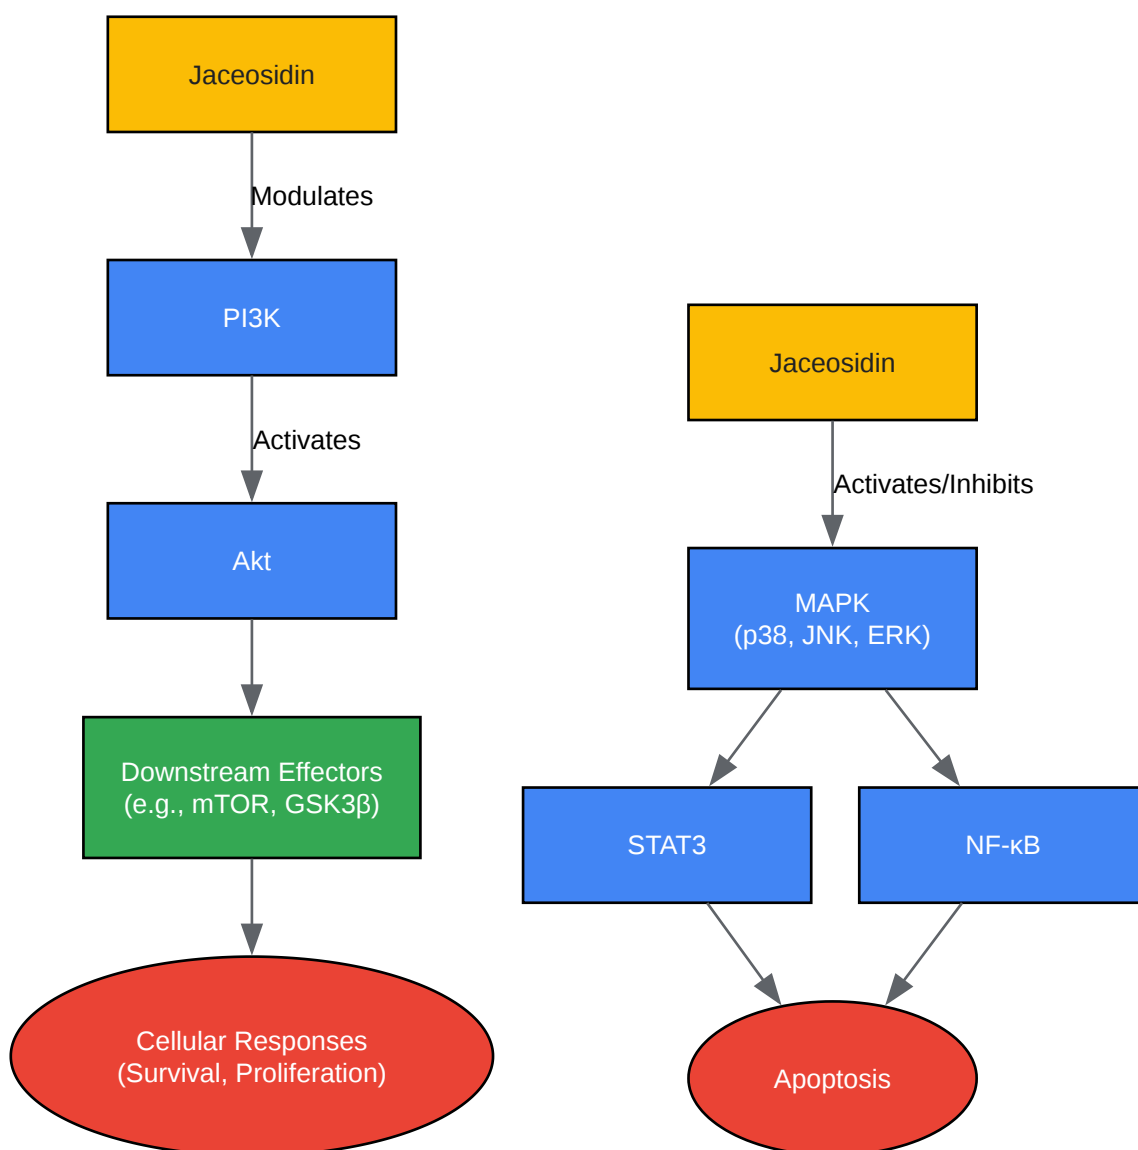 Jaceosidin
Modulates
PI3K
Activates
Akt
Downstream Effectors
(e.g., mTOR, GSK3β)
Cellular Responses
(Survival, Proliferation)
Jaceosidin
Activates/Inhibits
MAPK
(p38, JNK, ERK)
STAT3
NF-κB
Apoptosis